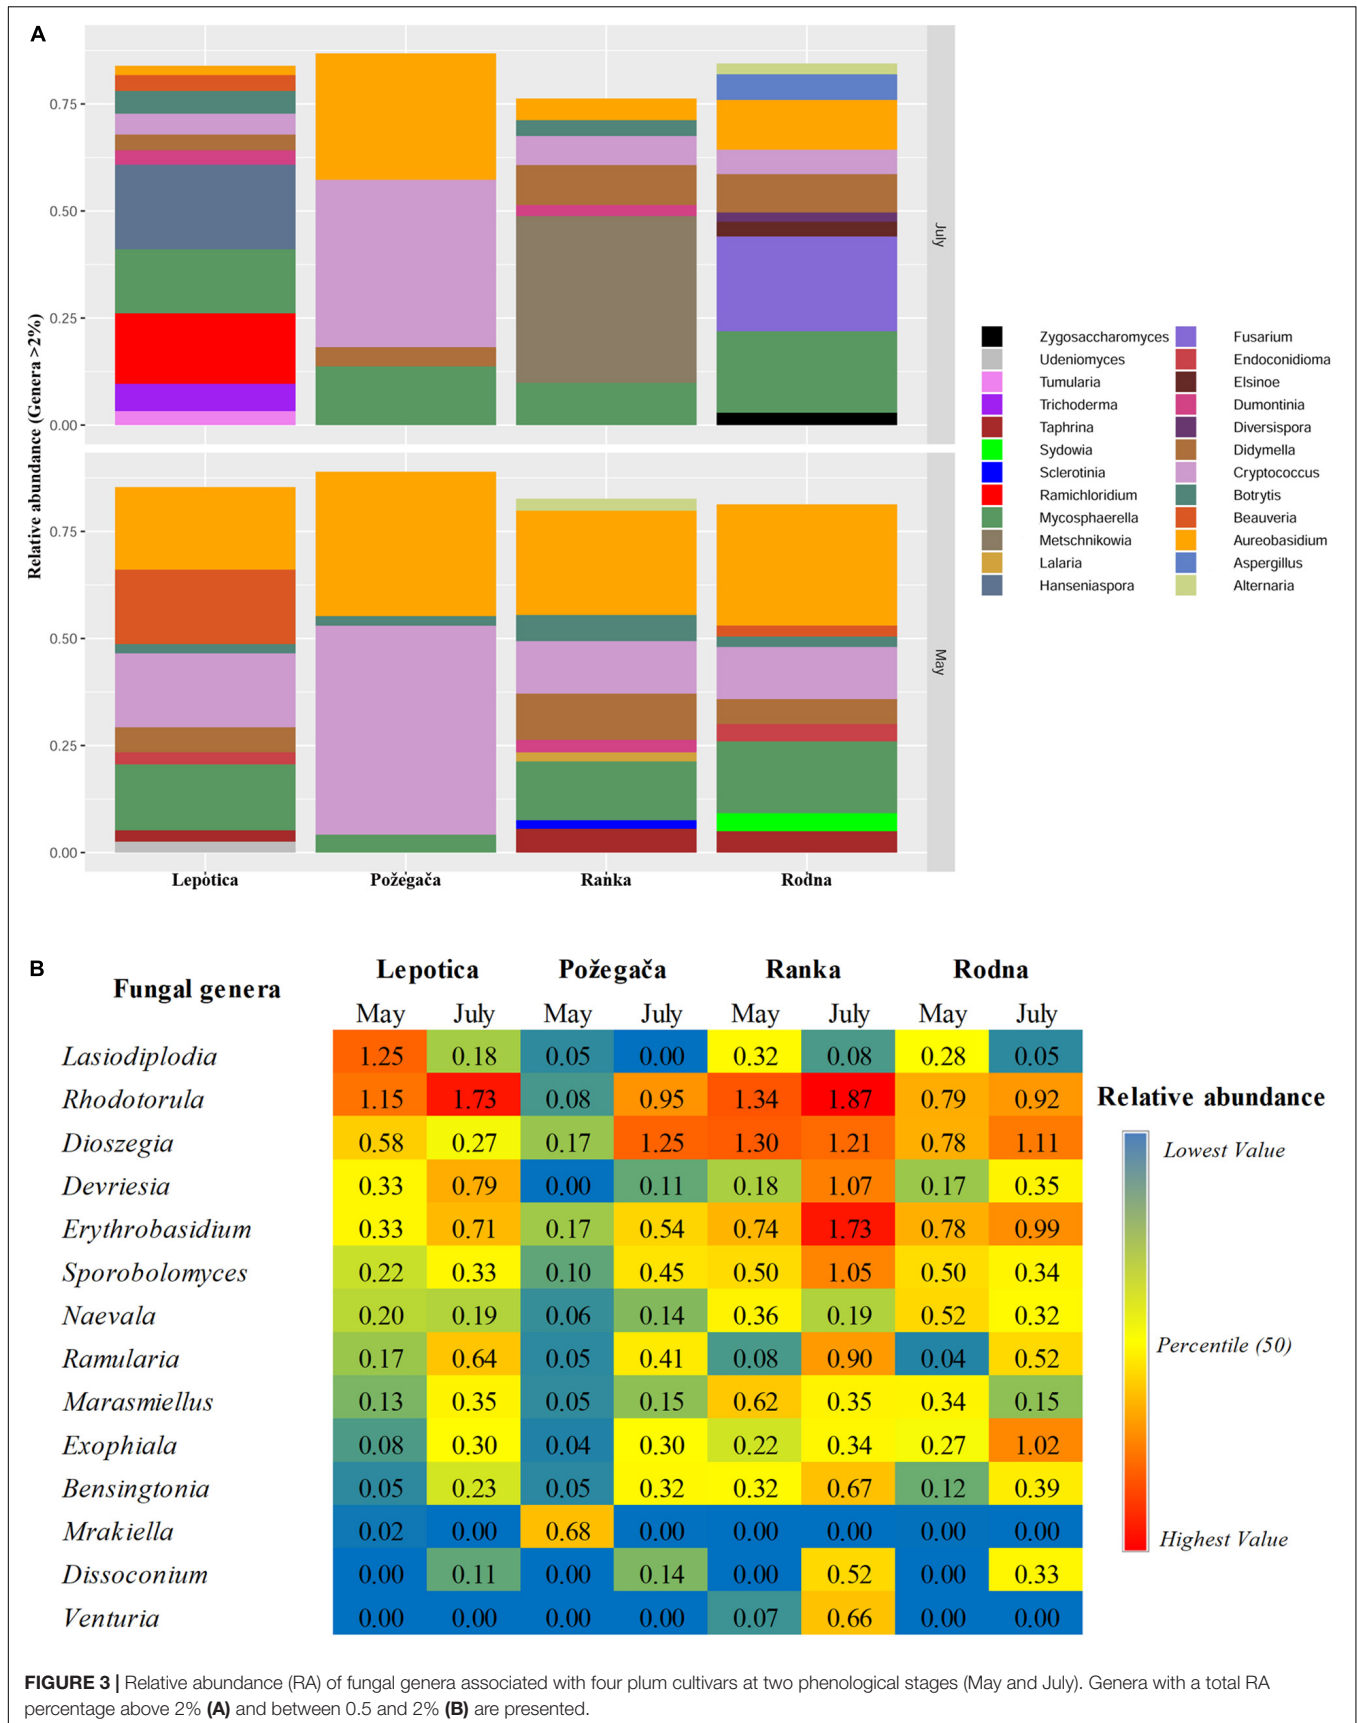 A
Relative abundance (Genera >2%)
0.75
0.50
0.25
0.00
July
0.75
0.50
0.25
0.00
May
Lepotica Požegača Ranka Rodna
Zygosaccharomyces Fusarium
Udeniomyces Endoconidioma
Tumularia Elsinoe
Trichoderma Dumontinia
Taphrina Diversispora
Sydowia Didymella
Sclerotinia Cryptococcus
Ramichloridium Botrytis
Mycosphaerella Beauveria
Metschnikowia Aureobasidium
Lalaria Aspergillus
Hanseniaspora Alternaria
B
Fungal genera Lepotica Požegača Ranka Rodna
May July May July May July May July
Lasiodiplodia 1.25 0.18 0.05 0.00 0.32 0.08 0.28 0.05
Rhodotorula 1.15 1.73 0.08 0.95 1.34 1.87 0.79 0.92
Dioszegia 0.58 0.27 0.17 1.25 1.30 1.21 0.78 1.11
Devriesia 0.33 0.79 0.00 0.11 0.18 1.07 0.17 0.35
Erythrobasidium 0.33 0.71 0.17 0.54 0.74 1.73 0.78 0.99
Sporobolomyces 0.22 0.33 0.10 0.45 0.50 1.05 0.50 0.34
Naevala 0.20 0.19 0.06 0.14 0.36 0.19 0.52 0.32
Ramularia 0.17 0.64 0.05 0.41 0.08 0.90 0.04 0.52
Marasmiellus 0.13 0.35 0.05 0.15 0.62 0.35 0.34 0.15
Exophiala 0.08 0.30 0.04 0.30 0.22 0.34 0.27 1.02
Bensingtonia 0.05 0.23 0.05 0.32 0.32 0.67 0.12 0.39
Mrakiella 0.02 0.00 0.68 0.00 0.00 0.00 0.00 0.00
Dissoconium 0.00 0.11 0.00 0.14 0.00 0.52 0.00 0.33
Venturia 0.00 0.00 0.00 0.00 0.07 0.66 0.00 0.00
Relative abundance
Lowest Value
Percentile (50)
Highest Value
FIGURE 3 | Relative abundance (RA) of fungal genera associated with four plum cultivars at two phenological stages (May and July). Genera with a total RA
percentage above 2% (A) and between 0.5 and 2% (B) are presented.